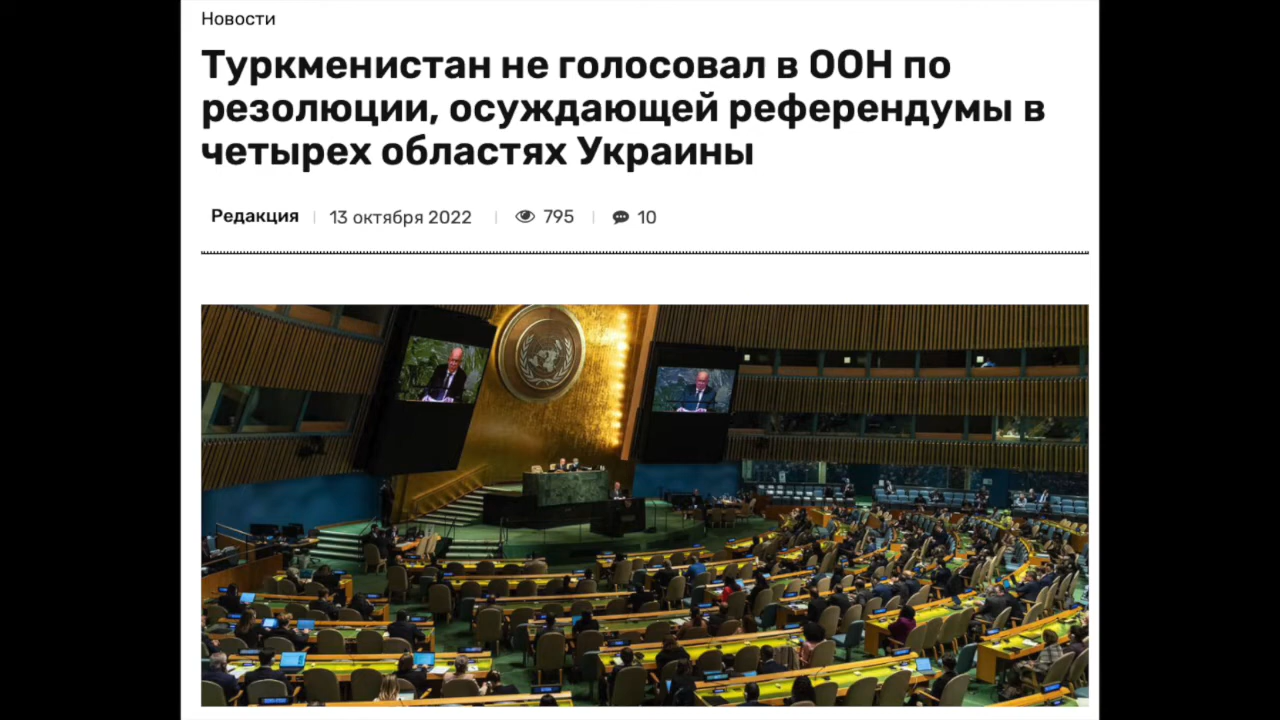 Новости
Туркменистан не голосовал в ООН по
резолюции, осуждающей референдумы в
четырех областях Украины
Редакция 13 октября 2022 795 10